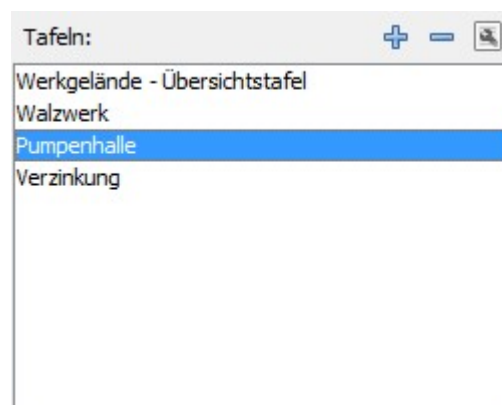 Tafeln:
Werkgelände - Übersichtstafel
Walzwerk
Pumpenhalle
Verzinkung